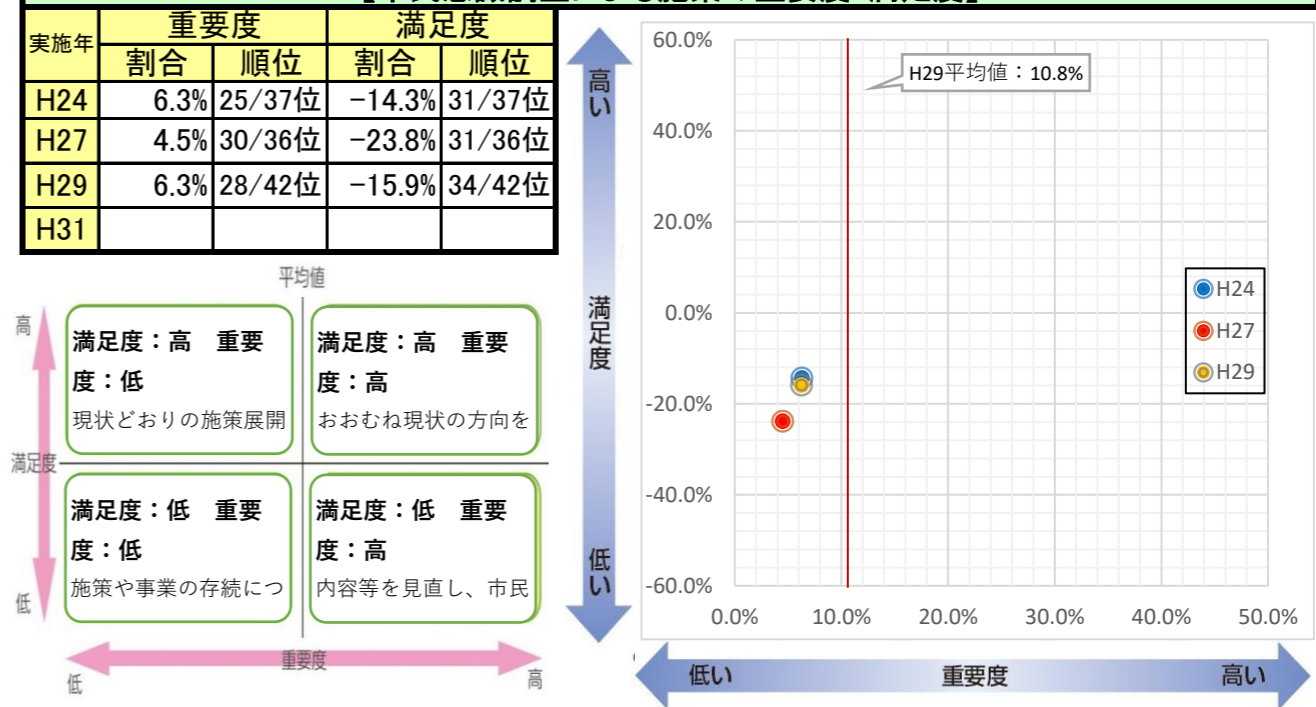 実施年 重要度 満足度
割合 順位 割合 順位
H24 6.3% 25/37位 -14.3% 31/37位
H27 4.5% 30/36位 -23.8% 31/36位
H29 6.3% 28/42位 -15.9% 34/42位
H31
平均値
高
満足度
低
満足度：高　重要
度：低
現状どおりの施策展開
満足度：高　重要
度：高
おおむね現状の方向を
満足度：低　重要
度：低
施策や事業の存続につ
満足度：低　重要
度：高
内容等を見直し、市民
低
重要度
高
高い
満足度
低い
60.0%
40.0%
20.0%
0.0%
-20.0%
-40.0%
-60.0%
H29平均値：10.8%
H24
H27
H29
0.0% 10.0% 20.0% 30.0% 40.0% 50.0%
低い 重要度 高い